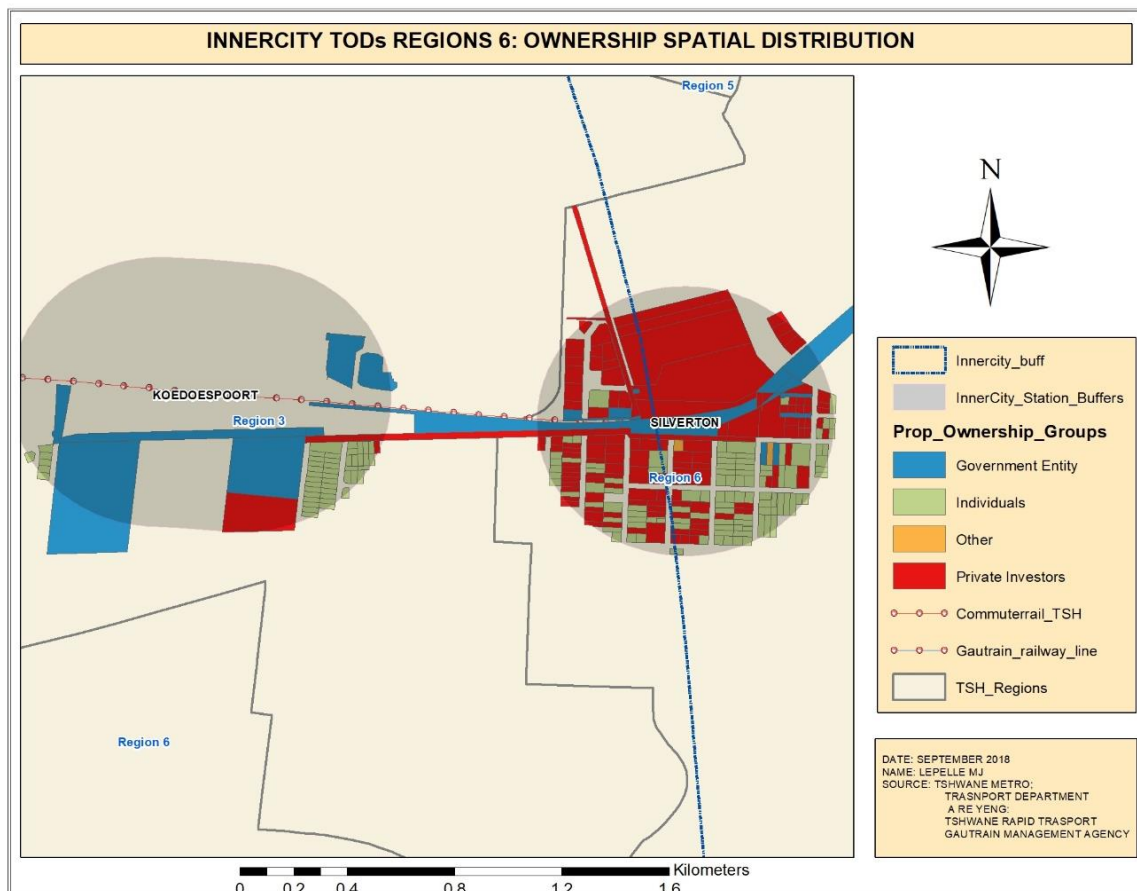 INNERCITY TODs REGIONS 6: OWNERSHIP SPATIAL DISTRIBUTION
Region 5
KOEDOESPOORT
Region 3
SILVERTON
Region 6
Region 6
N
Innercity_buff
InnerCity_Station_Buffers
Prop_Ownership_Groups
Government Entity
Individuals
Other
Private Investors
Commuterrail_TSH
Gautrain_railway_line
TSH_Regions
DATE: SEPTEMBER 2018
NAME: LEPELLE MJ
SOURCE: TSHWANE METRO;
TRASNPORT DEPARTMENT
A RE YENG:
TSHWANE RAPID TRASPORT
GAUTRAIN MANAGEMENT AGENCY
Kilometers
0 0.2 0.4 0.8 1.2 1.6